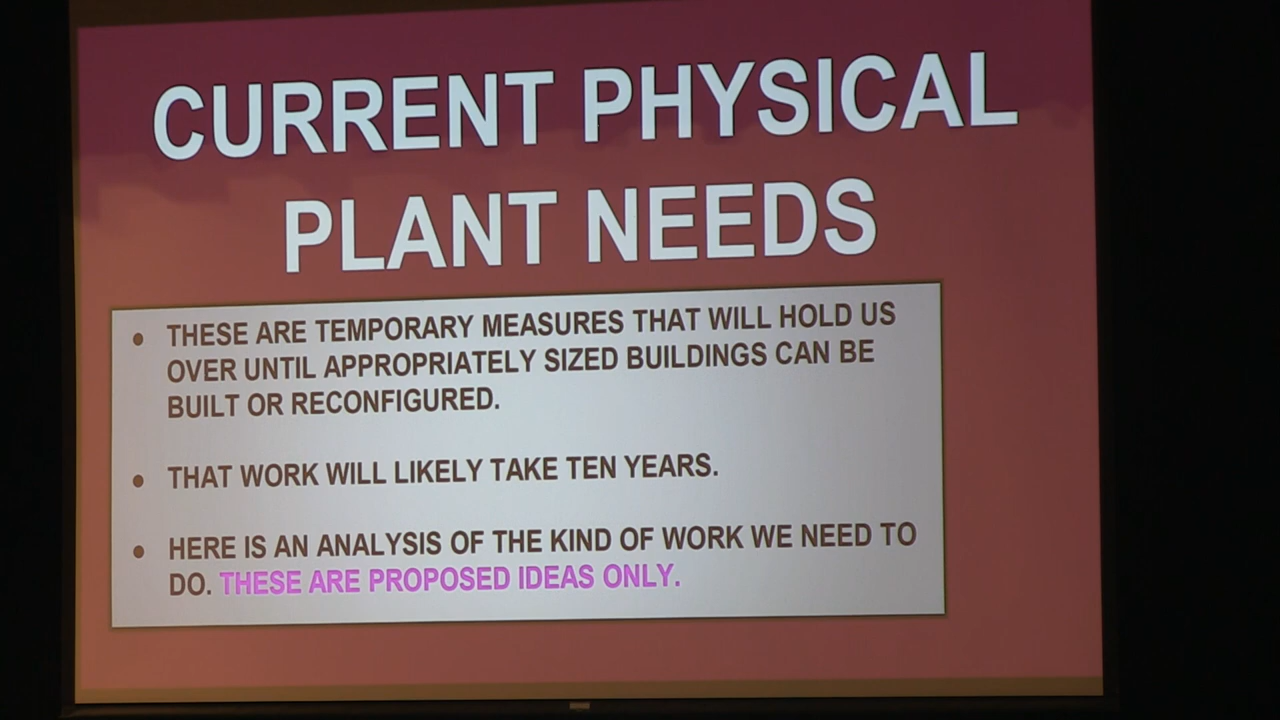 CURRENT PHYSICAL
PLANT NEEDS
• THESE ARE TEMPORARY MEASURES THAT WILL HOLD US
OVER UNTIL APPROPRIATELY SIZED BUILDINGS CAN BE
BUILT OR RECONFIGURED.
• THAT WORK WILL LIKELY TAKE TEN YEARS.
• HERE IS AN ANALYSIS OF THE KIND OF WORK WE NEED TO
DO. THESE ARE PROPOSED IDEAS ONLY.